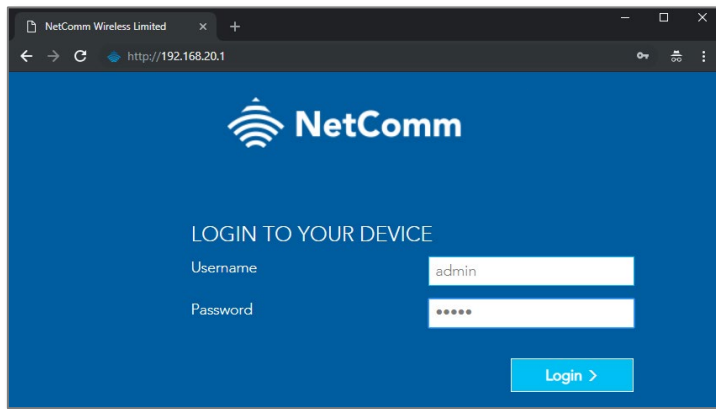 NetComm Wireless Limited
http://192.168.20.1
NetComm
LOGIN TO YOUR DEVICE
Username admin
Password •••••
Login >